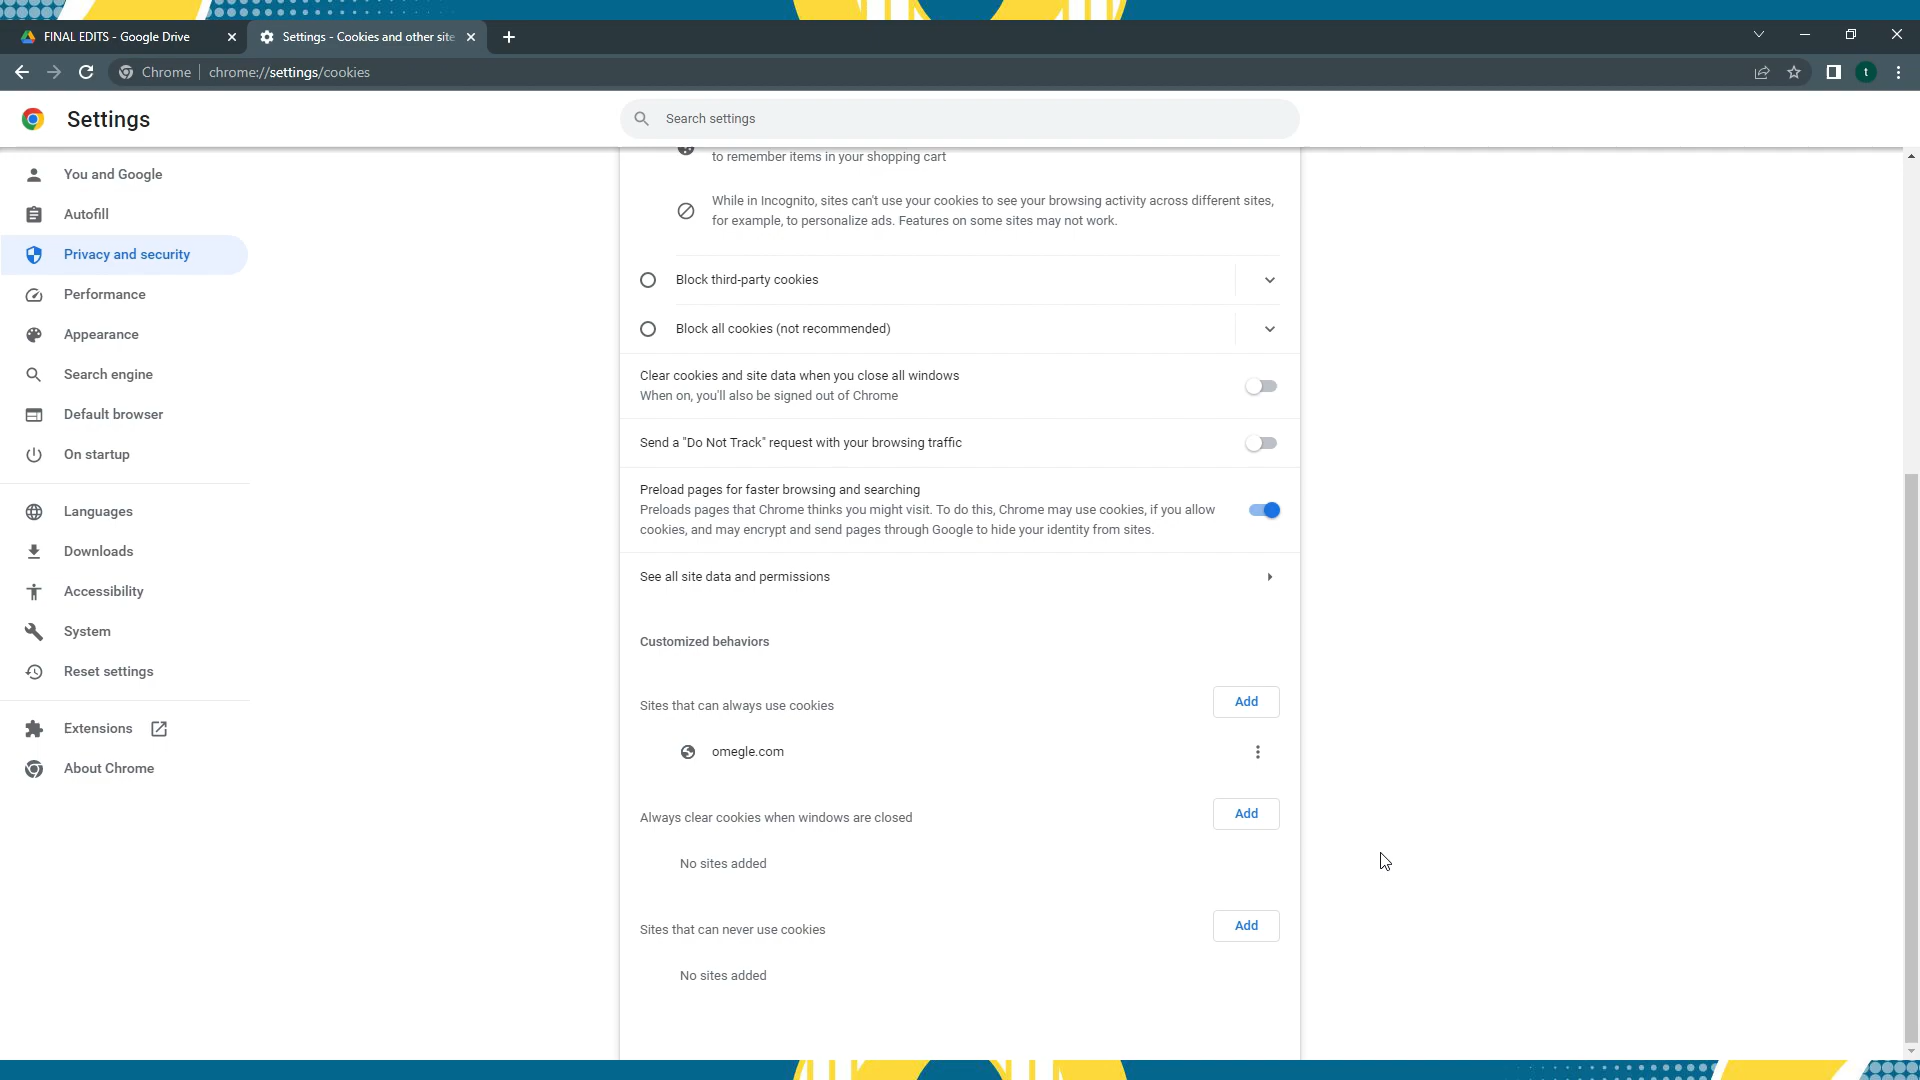 FINAL EDITS - Google Drive
Settings - Cookies and other site
Chrome
chrome://settings/cookies
t
Settings
Search settings
You and Google
Autofill
Privacy and security
Performance
Appearance
Search engine
Default browser
On startup
Languages
Downloads
Accessibility
System
Reset settings
Extensions
About Chrome
to remember items in your shopping cart
While in Incognito, sites can't use your cookies to see your browsing activity across different sites,
for example, to personalize ads. Features on some sites may not work.
Block third-party cookies
Block all cookies (not recommended)
Clear cookies and site data when you close all windows
When on, you'll also be signed out of Chrome
Send a "Do Not Track" request with your browsing traffic
Preload pages for faster browsing and searching
Preloads pages that Chrome thinks you might visit. To do this, Chrome may use cookies, if you allow
cookies, and may encrypt and send pages through Google to hide your identity from sites.
See all site data and permissions
Customized behaviors
Sites that can always use cookies
Add
omegle.com
Always clear cookies when windows are closed
Add
No sites added
Sites that can never use cookies
Add
No sites added